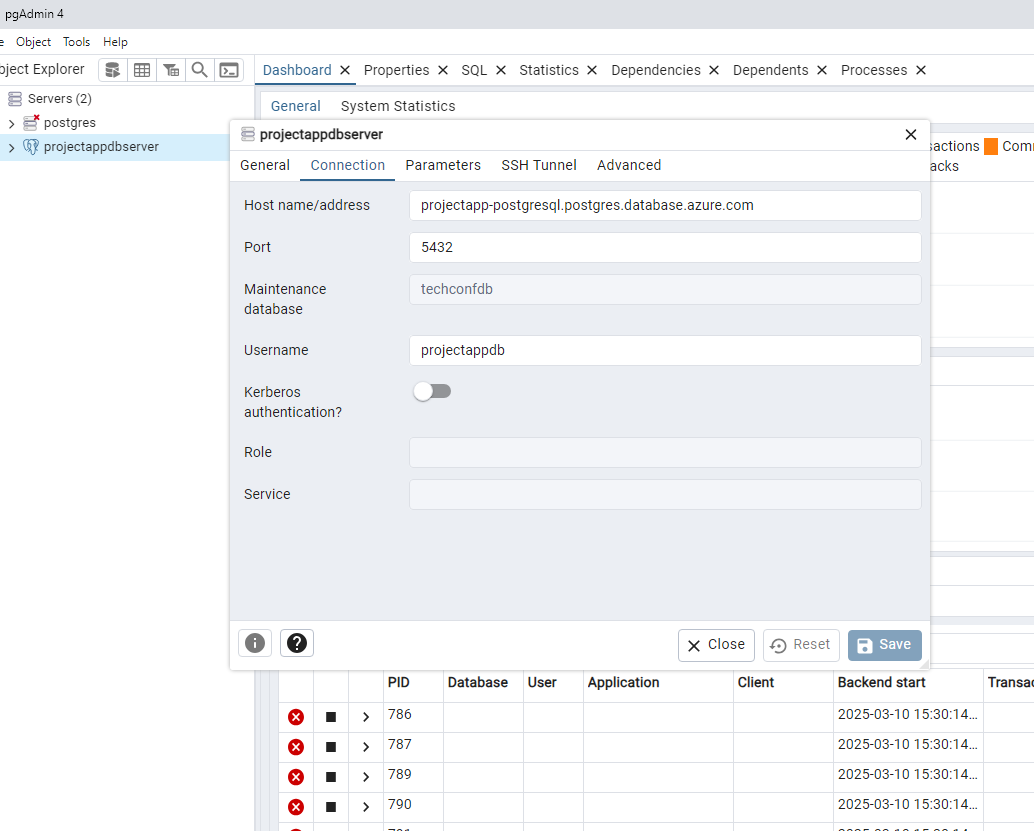 pgAdmin 4
e Object Tools Help
bject Explorer
Dashboard Properties SQL Statistics Dependencies Dependents Processes
Servers (2)
General System Statistics
postgres
projectappdbserver
projectappdbserver
sactions Comm
acks
General Connection Parameters SSH Tunnel Advanced
Host name/address projectapp-postgresql.postgres.database.azure.com
Port 5432
Maintenance
database
techconfdb
Username projectappdb
Kerberos
authentication?
Role
Service
Close Reset Save
PID Database User Application Client Backend start Transac
786 2025-03-10 15:30:14...
787 2025-03-10 15:30:14...
789 2025-03-10 15:30:14...
790 2025-03-10 15:30:14...